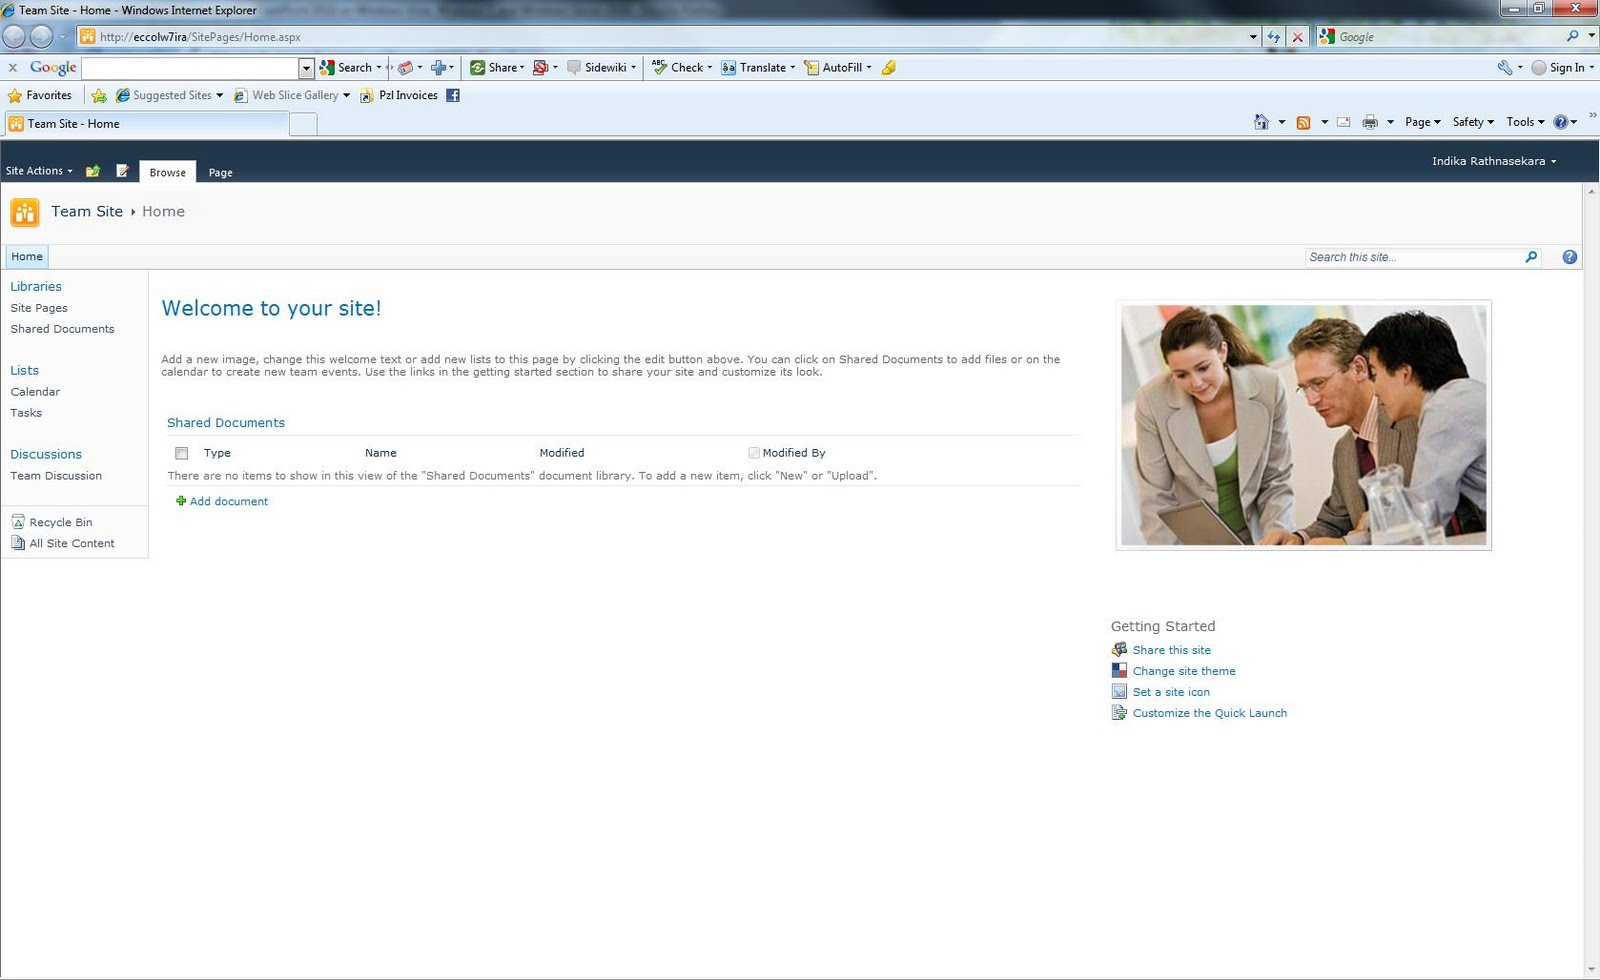 Team Site - Home - Windows Internet Explorer
http://eccolw7ira/SitePages/Home.aspx
Google
Google Search Share Sidewiki Check Translate AutoFill Sign In
Favorites Suggested Sites Web Slice Gallery Pzl Invoices
Team Site - Home
Page Safety Tools
Indika Rathnasekara
Site Actions Browse Page
Team Site Home
Home
Search this site...
Libraries
Site Pages
Shared Documents
Lists
Calendar
Tasks
Discussions
Team Discussion
Recycle Bin
All Site Content
Welcome to your site!
Add a new image, change this welcome text or add new lists to this page by clicking the edit button above. You can click on Shared Documents to add files or on the
calendar to create new team events. Use the links in the getting started section to share your site and customize its look.
Shared Documents
Type Name Modified Modified By
There are no items to show in this view of the "Shared Documents" document library. To add a new item, click "New" or "Upload".
Add document
Getting Started
Share this site
Change site theme
Set a site icon
Customize the Quick Launch